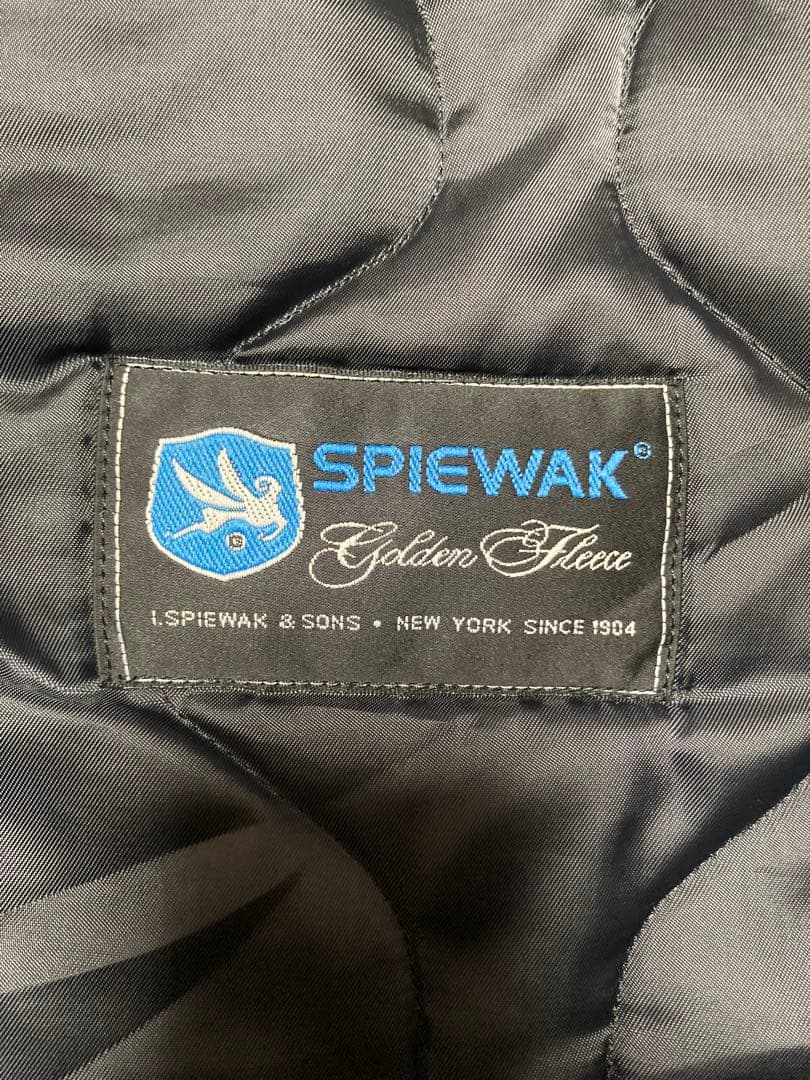 SPIEWAK®
Golden Fleece
I.SPIEWAK & SONS • NEW YORK SINCE 1904